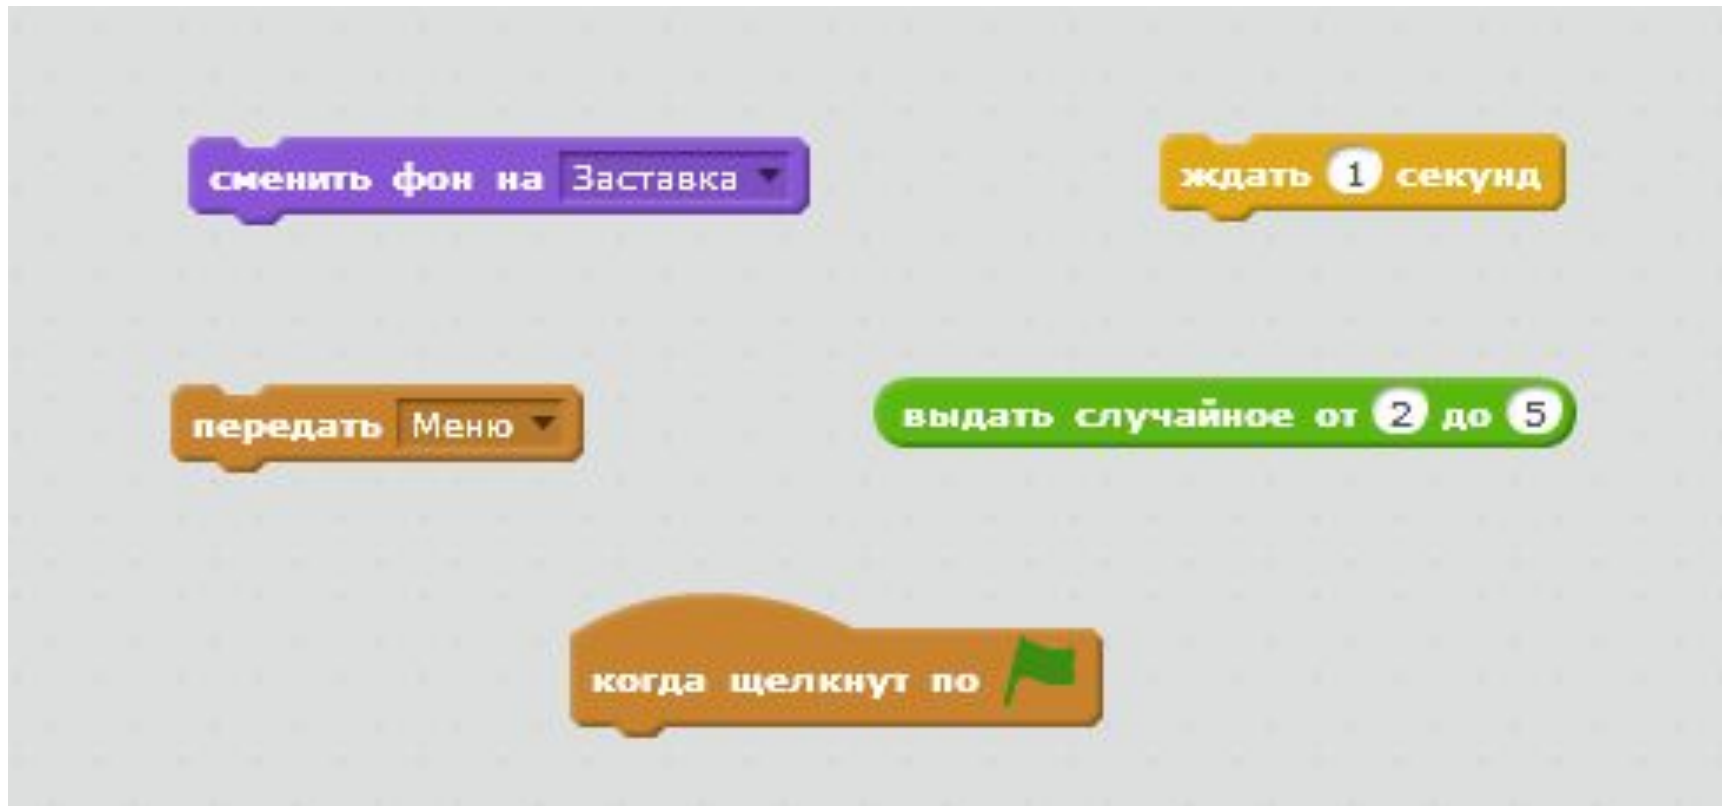 сменить фон на Заставка
ждать 1 секунд
передать Меню
выдать случайное от 2 до 5
когда щелкнут по